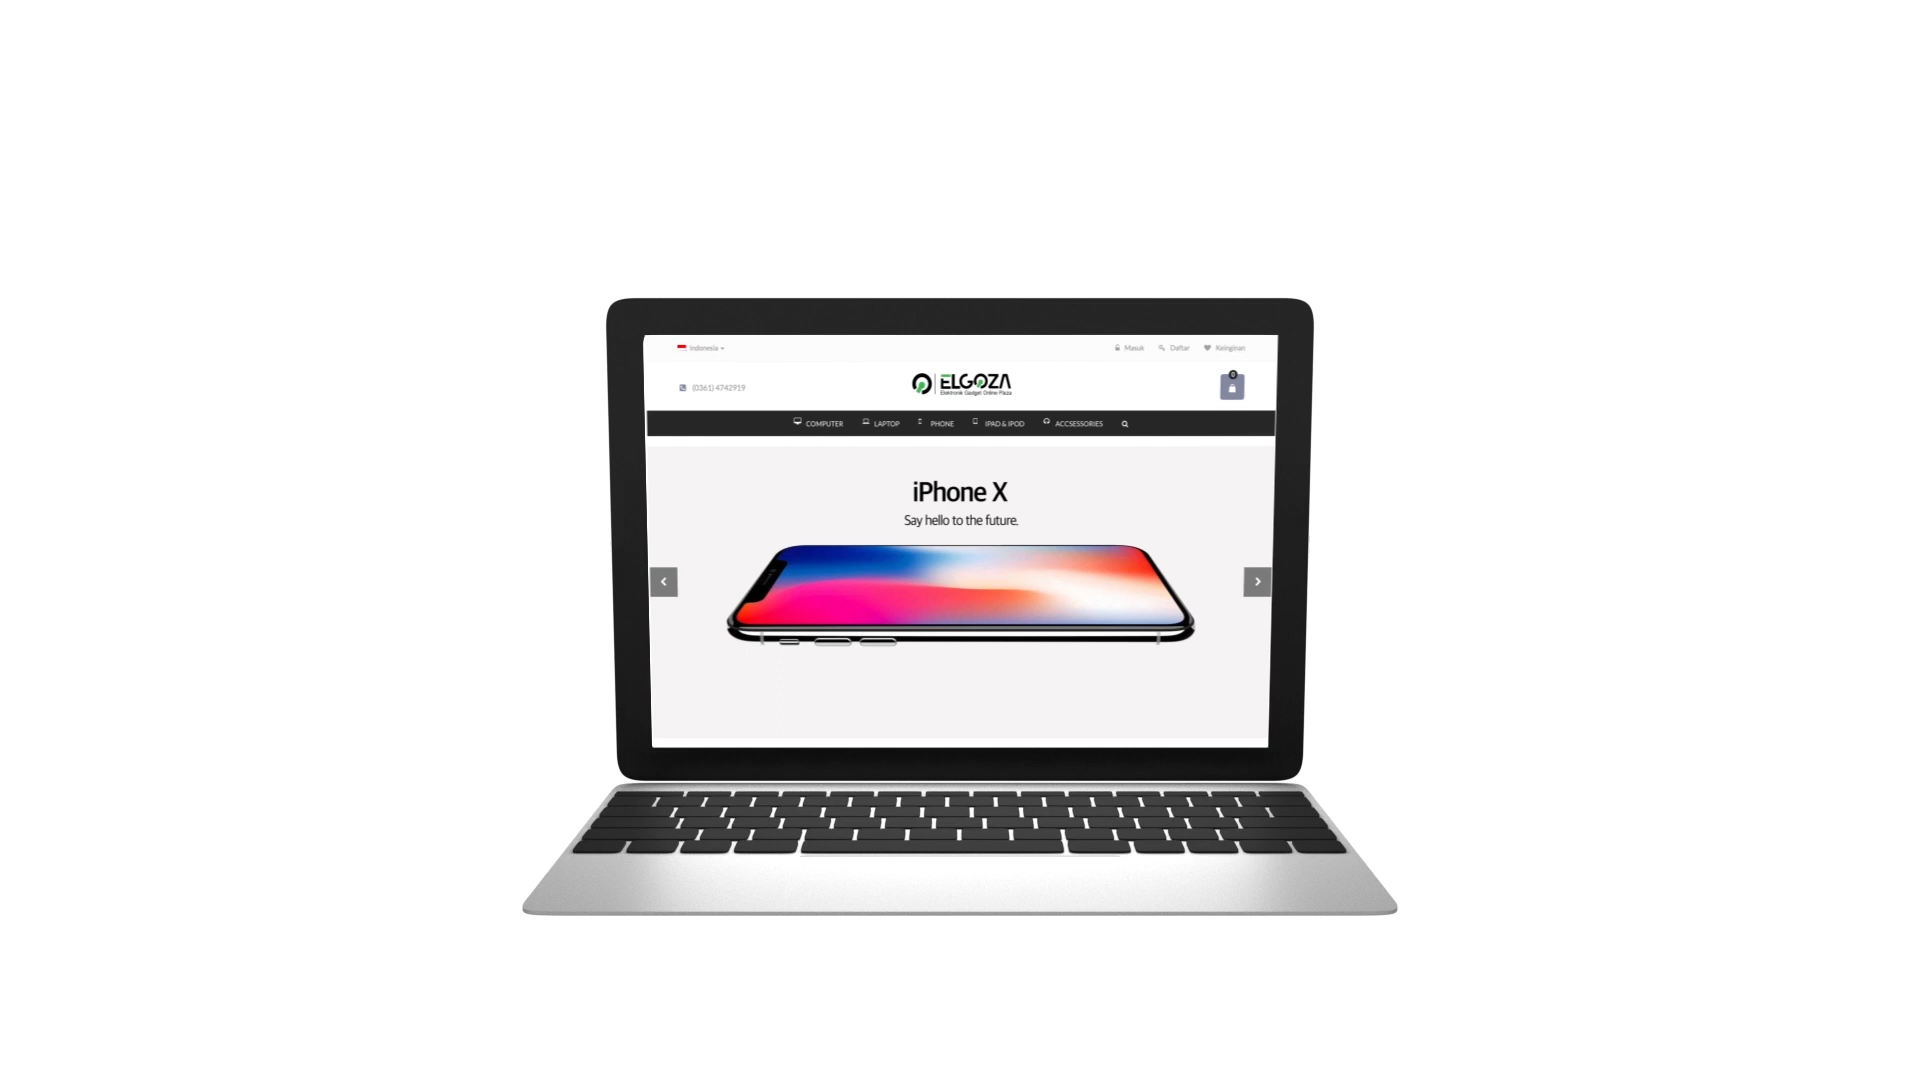 Indonesia
Masuk Daftar Keinginan
(0361) 4742919
ELGOZA
Elektronik Gadget Online Plaza
0
COMPUTER LAPTOP PHONE IPAD & IPOD ACCSESSORIES
iPhone X
Say hello to the future.